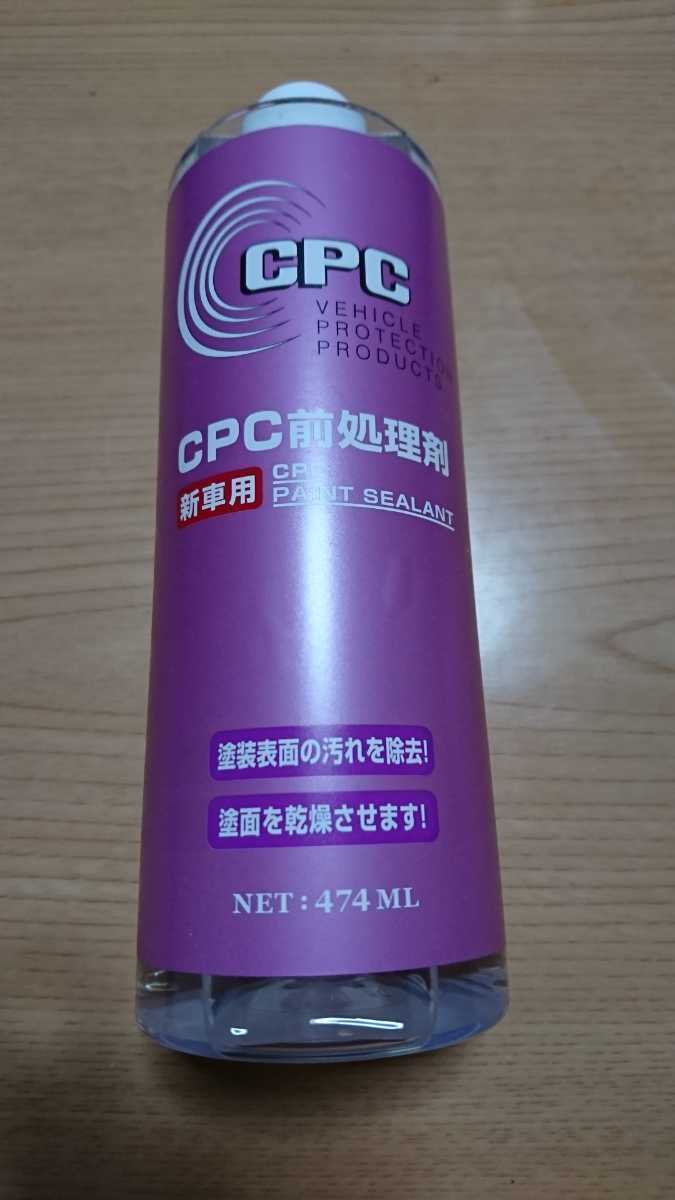 CPC
VEHICLE
PROTECTION
PRODUCTS
CPC前処理剤
新車用
CPC
PAINT SEALANT
塗装表面の汚れを除去!
塗面を乾燥させます!
NET : 474 ML